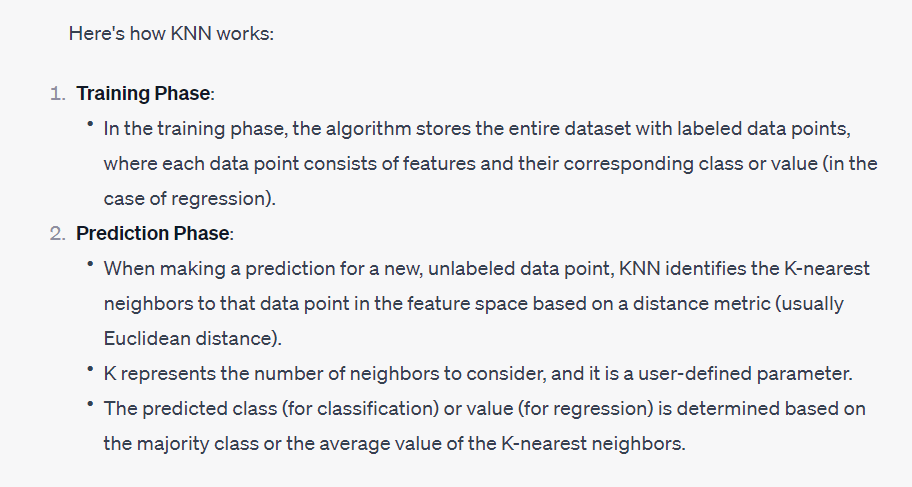 Here's how KNN works:
1. Training Phase:
• In the training phase, the algorithm stores the entire dataset with labeled data points,
where each data point consists of features and their corresponding class or value (in the
case of regression).
2. Prediction Phase:
• When making a prediction for a new, unlabeled data point, KNN identifies the K-nearest
neighbors to that data point in the feature space based on a distance metric (usually
Euclidean distance).
• K represents the number of neighbors to consider, and it is a user-defined parameter.
• The predicted class (for classification) or value (for regression) is determined based on
the majority class or the average value of the K-nearest neighbors.